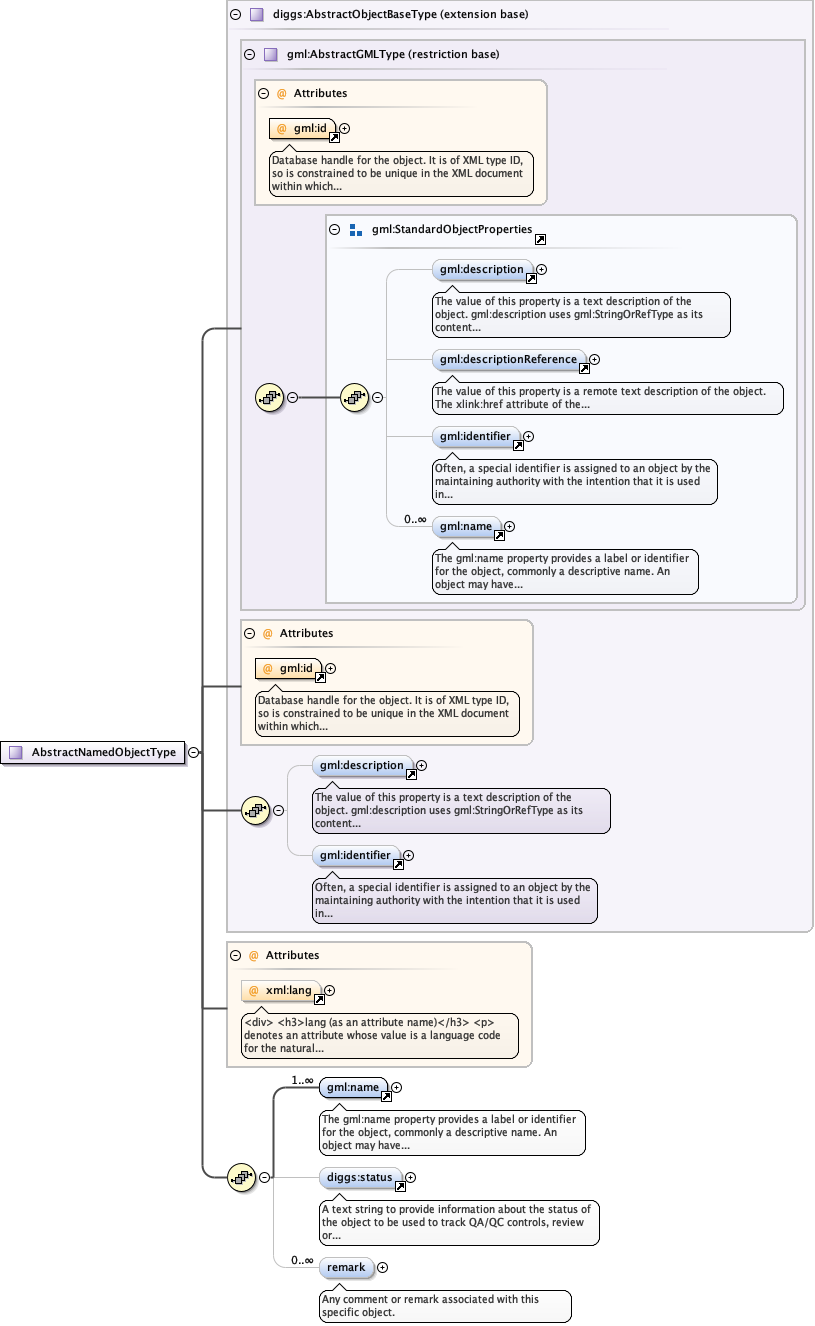 diggs:AbstractObjectBaseType (extension base)
gml:AbstractGMLType (restriction base)
@ Attributes
@ gml:id
Database handle for the object. It is of XML type ID,
so is constrained to be unique in the XML document
within which...
gml:StandardObjectProperties
gml:description
The value of this property is a text description of the
object. gml:description uses gml:StringOrRefType as its
content...
gml:descriptionReference
The value of this property is a remote text description of the object.
The xlink:href attribute of the...
gml:identifier
Often, a special identifier is assigned to an object by the
maintaining authority with the intention that it is used
in...
0..∞
gml:name
The gml:name property provides a label or identifier
for the object, commonly a descriptive name. An
object may have...
@ Attributes
@ gml:id
Database handle for the object. It is of XML type ID,
so is constrained to be unique in the XML document
within which...
AbstractNamedObjectType
gml:description
The value of this property is a text description of the
object. gml:description uses gml:StringOrRefType as its
content...
gml:identifier
Often, a special identifier is assigned to an object by the
maintaining authority with the intention that it is used
in...
@ Attributes
@ xml:lang
<div> <h3>lang (as an attribute name)</h3> <p>
denotes an attribute whose value is a language code
for the natural...
1..∞
gml:name
The gml:name property provides a label or identifier
for the object, commonly a descriptive name. An
object may have...
diggs:status
A text string to provide information about the status of
the object to be used to track QA/QC controls, review
or...
0..∞
remark
Any comment or remark associated with this
specific object.